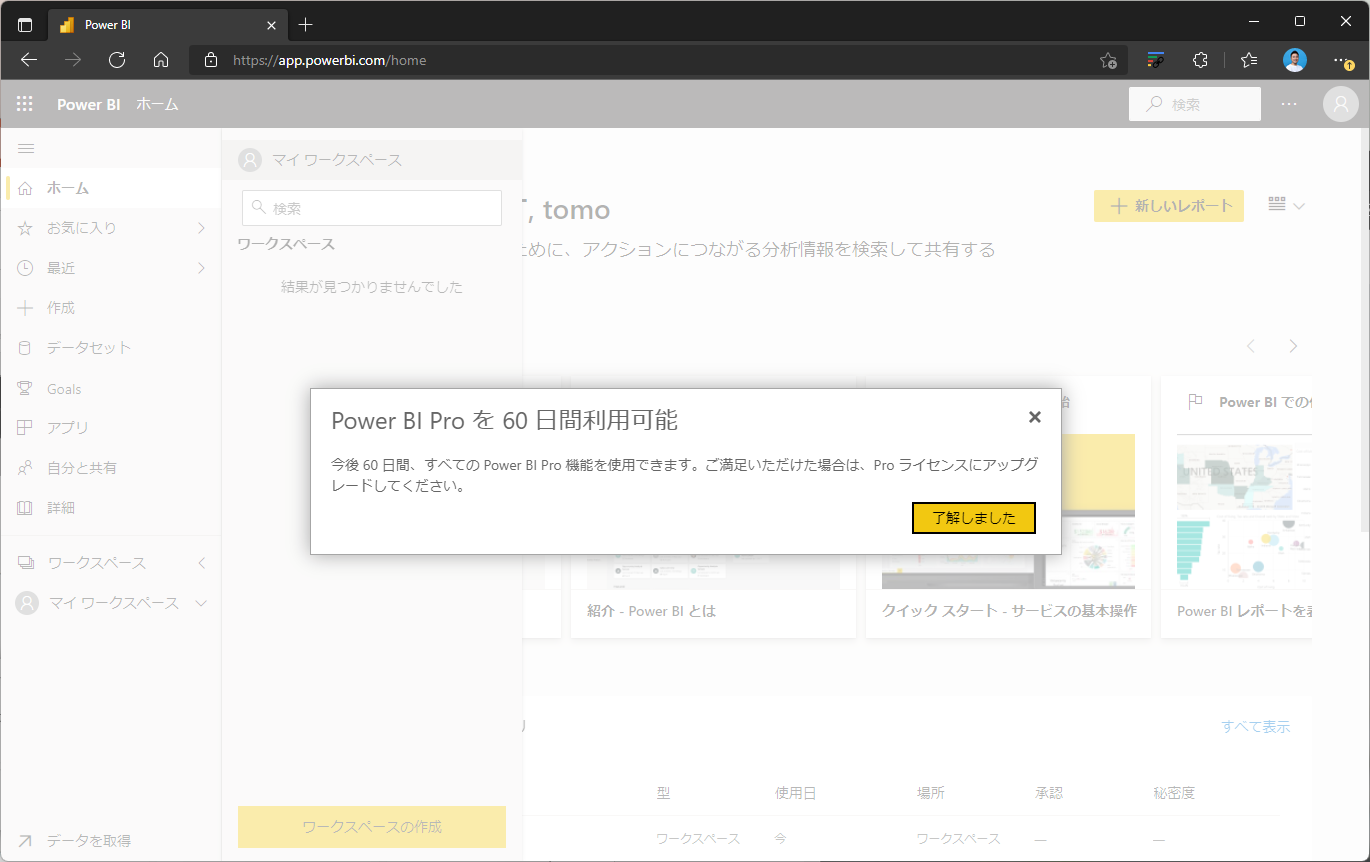 Power BI
https://app.powerbi.com/home
Power BI ホーム
検索
ホーム
お気に入り
最近
作成
データセット
Goals
アプリ
自分と共有
詳細
ワークスペース
マイ ワークスペース
データを取得
マイ ワークスペース
検索
ワークスペース
結果が見つかりませんでした
ワークスペースの作成
, tomo
ために、アクションにつながる分析情報を検索して共有する
新しいレポート
Power BI Pro を 60 日間利用可能
今後 60 日間、すべての Power BI Pro 機能を使用できます。ご満足いただけた場合は、Pro ライセンスにアップグ
レードしてください。
了解しました
Power BI での
UNITED STATES
紹介 - Power BI とは
クイック スタート - サービスの基本操作
Power BI レポートを
すべて表示
型 使用日 場所 承認 秘密度
ワークスペース 今 ワークスペース — —